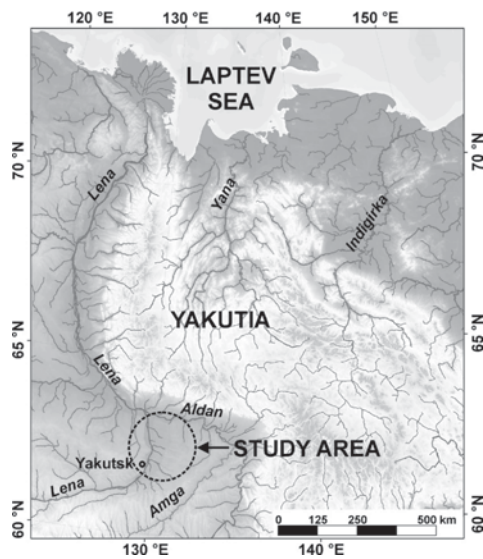 120 °E 130 °E 140 °E 150 °E
LAPTEV
SEA
70 °N
70 °N
Lena
Yana
Indigirka
YAKUTIA
65 °N
65 °N
Lena
Aldan
STUDY AREA
Yakutsk
Lena
Amga
60 °N
60 °N
0 125 250 500 km
130 °E 140 °E